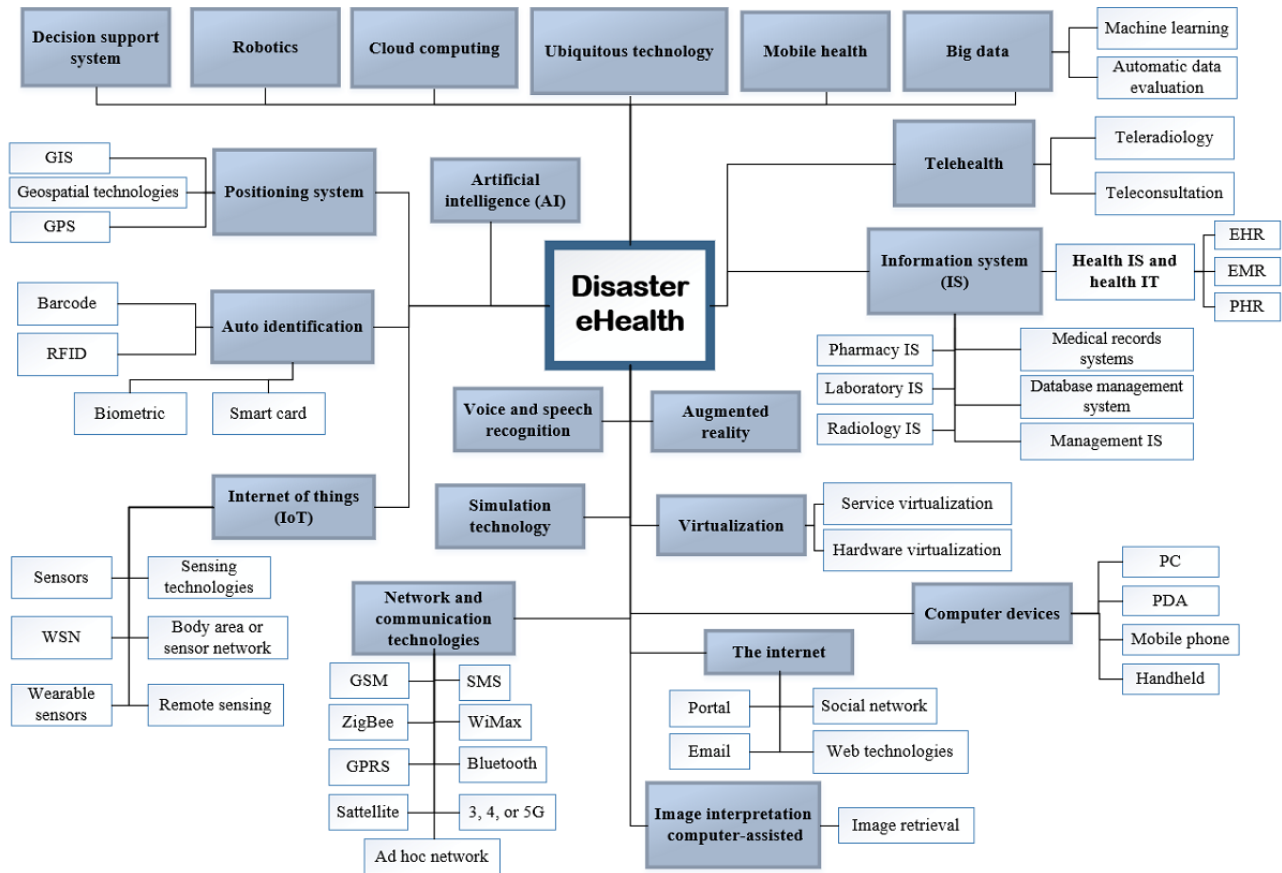 Decision support
system
Robotics
Cloud computing
Ubiquitous technology
Mobile health
Big data
Machine learning
Automatic data
evaluation
GIS
Geospatial technologies
GPS
Positioning system
Artificial
intelligence (AI)
Telehealth
Teleradiology
Teleconsultation
Disaster
eHealth
Information system
(IS)
Health IS and
health IT
EHR
EMR
PHR
Barcode
RFID
Auto identification
Biometric
Smart card
Pharmacy IS
Laboratory IS
Radiology IS
Medical records
systems
Database management
system
Management IS
Voice and speech
recognition
Augmented
reality
Internet of things
(IoT)
Simulation
technology
Virtualization
Service virtualization
Hardware virtualization
Sensors
Sensing
technologies
WSN
Body area or
sensor network
Wearable
sensors
Remote sensing
Network and
communication
technologies
GSM
SMS
ZigBee
WiMax
GPRS
Bluetooth
Sattellite
3, 4, or 5G
Ad hoc network
Computer devices
PC
PDA
Mobile phone
Handheld
The internet
Portal
Social network
Email
Web technologies
Image interpretation
computer-assisted
Image retrieval